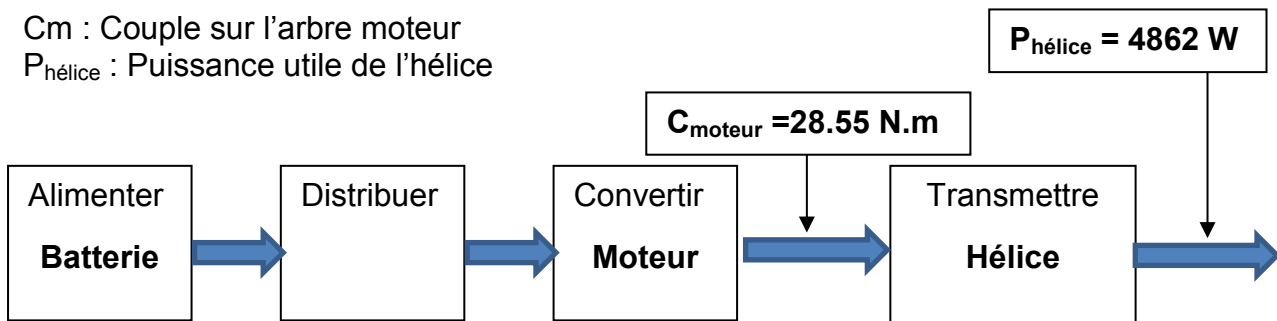 Cm : Couple sur l’arbre moteur
Phélice : Puissance utile de l’hélice
Phélice = 4862 W
Cmoteur =28.55 N.m
Alimenter
Batterie
Distribuer
Convertir
Moteur
Transmettre
Hélice